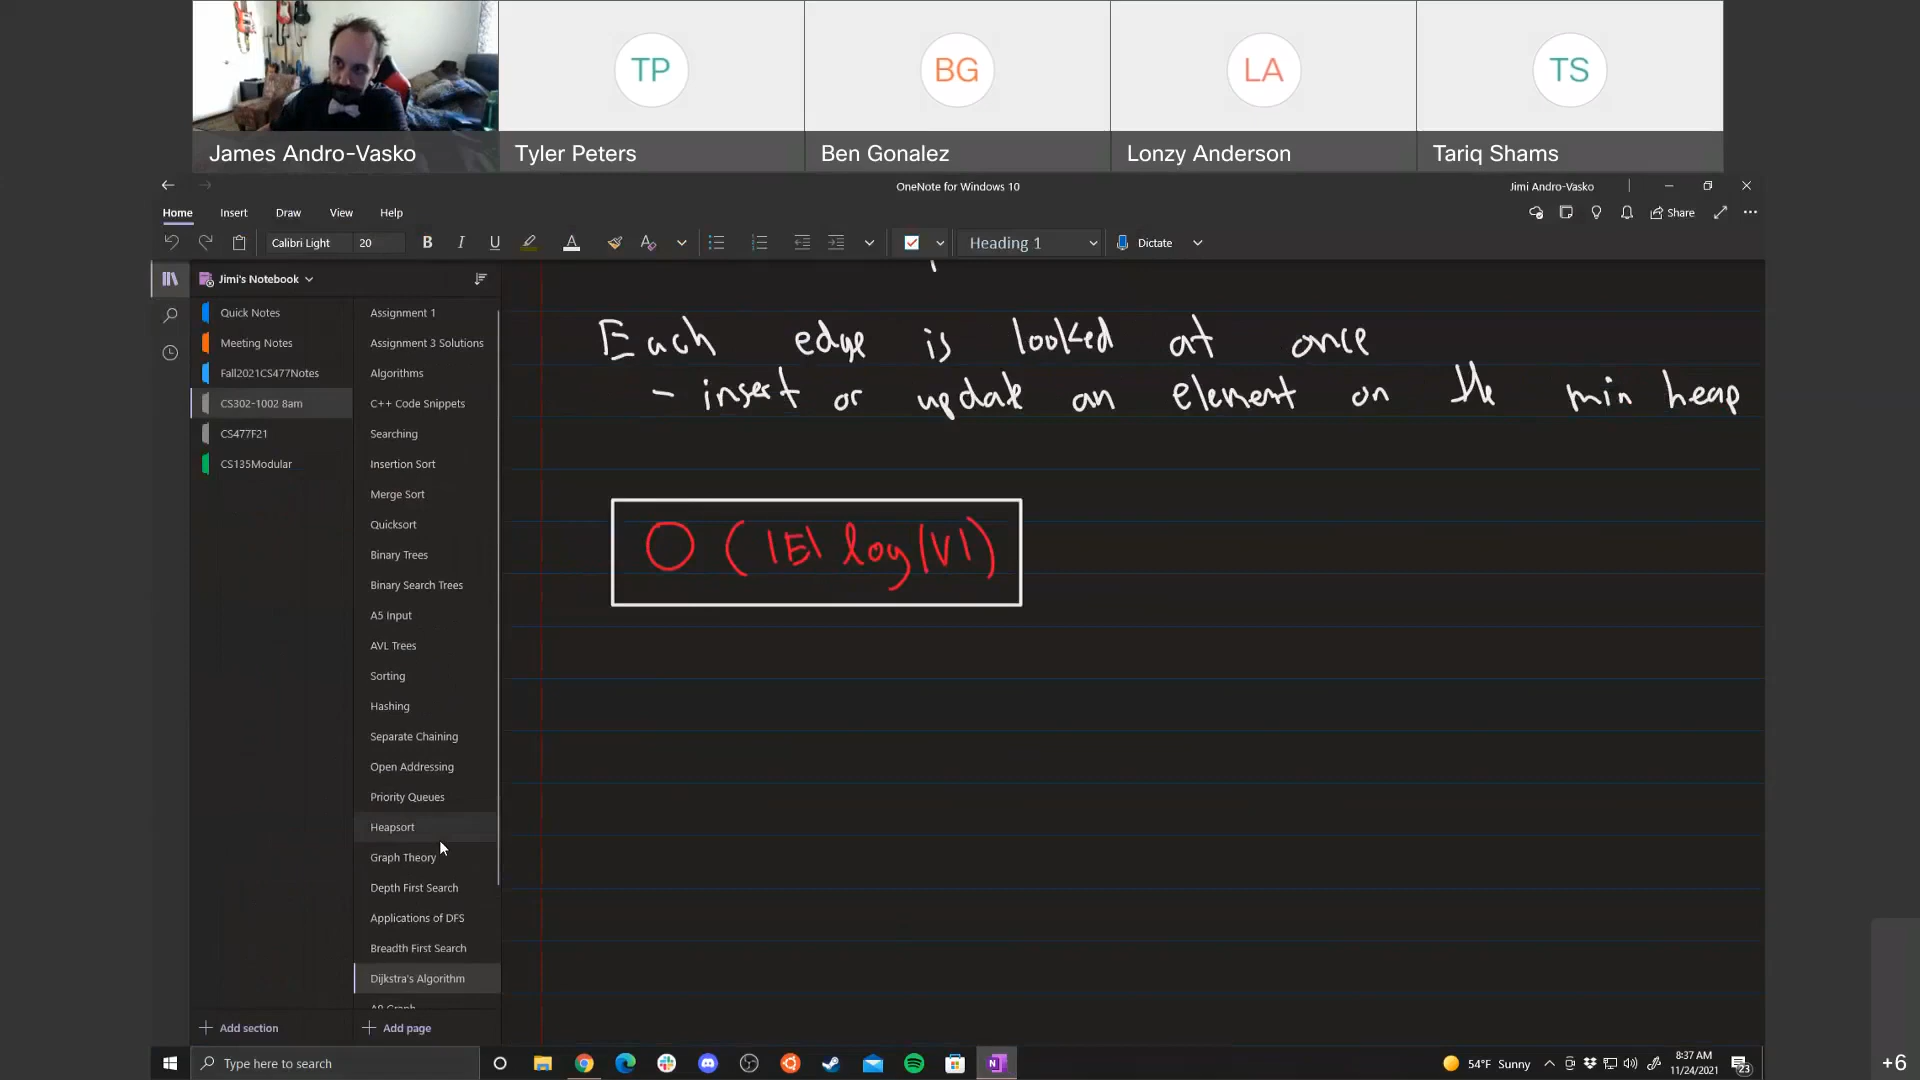 TP
BG
LA
TS
James Andro-Vasko
Tyler Peters
Ben Gonalez
Lonzy Anderson
Tariq Shams
OneNote for Windows 10
Jimi Andro-Vasko
Home Insert Draw View Help
Share
Calibri Light 20
B I U A A
Heading 1
Dictate
Jimi's Notebook
Quick Notes
Meeting Notes
Fall2021CS477Notes
CS302-1002 8am
CS477F21
CS135Modular
Assignment 1
Assignment 3 Solutions
Algorithms
C++ Code Snippets
Searching
Insertion Sort
Merge Sort
Quicksort
Binary Trees
Binary Search Trees
A5 Input
AVL Trees
Sorting
Hashing
Separate Chaining
Open Addressing
Priority Queues
Heapsort
Graph Theory
Depth First Search
Applications of DFS
Breadth First Search
Dijkstra's Algorithm
Each edge is looked at once
- insert or update an element on the min heap
O (|E| log|V|)
Add section
Add page
Type here to search
54°F Sunny
8:37 AM
11/24/2021
23
+6